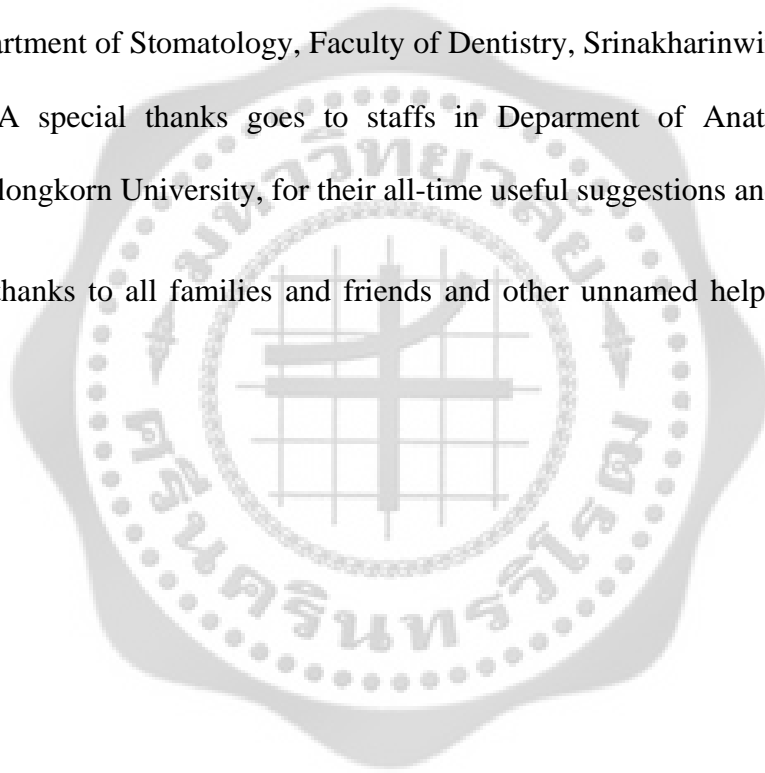 artment of Stomatology, Faculty of Dentistry, Srinakharinwi
A special thanks goes to staffs in Deparment of Anat
longkorn University, for their all-time useful suggestions an
thanks to all families and friends and other unnamed help
มหาวิทยาลัย
ศรีนครินทรวิโรฒ